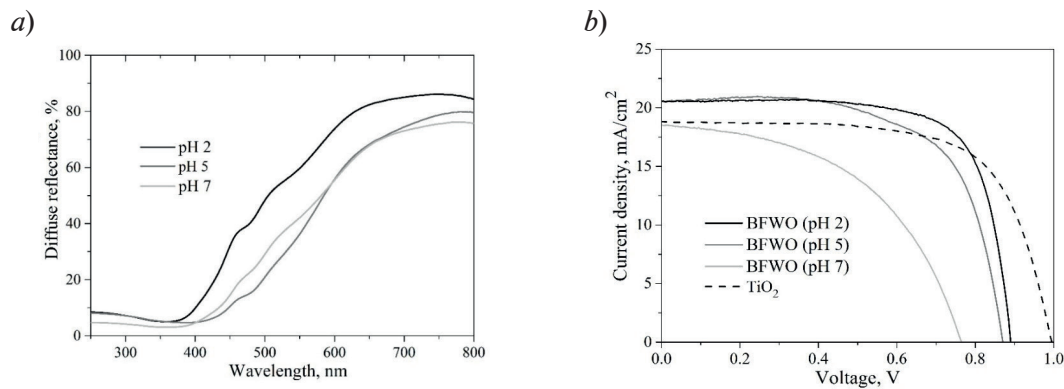 a)
100
80
60
40
20
0
Diffuse reflectance, %
pH 2
pH 5
pH 7
300 400 500 600 700 800
Wavelength, nm
b)
25
20
15
10
5
0
Current density, mA/cm²
BFWO (pH 2)
BFWO (pH 5)
BFWO (pH 7)
TiO₂
0.0 0.2 0.4 0.6 0.8 1.0
Voltage, V